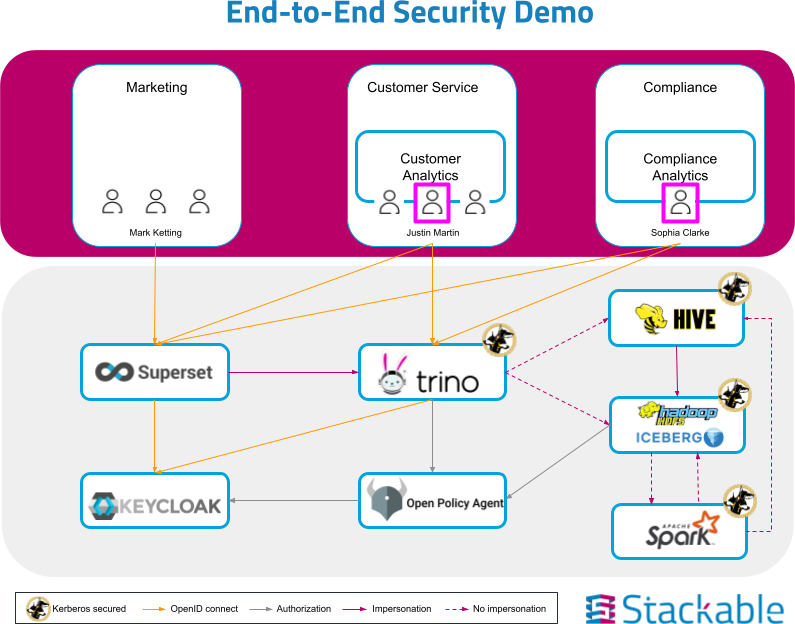 End-to-End Security Demo
Marketing
Customer Service
Compliance
Customer
Analytics
Compliance
Analytics
Mark Ketting
Justin Martin
Sophia Clarke
HIVE
Superset
trino
hadoop
HDFS
ICEBERG
KEYCLOAK
Open Policy Agent
APACHE
Spark
Kerberos secured
OpenID connect
Authorization
Impersonation
No impersonation
Stackable